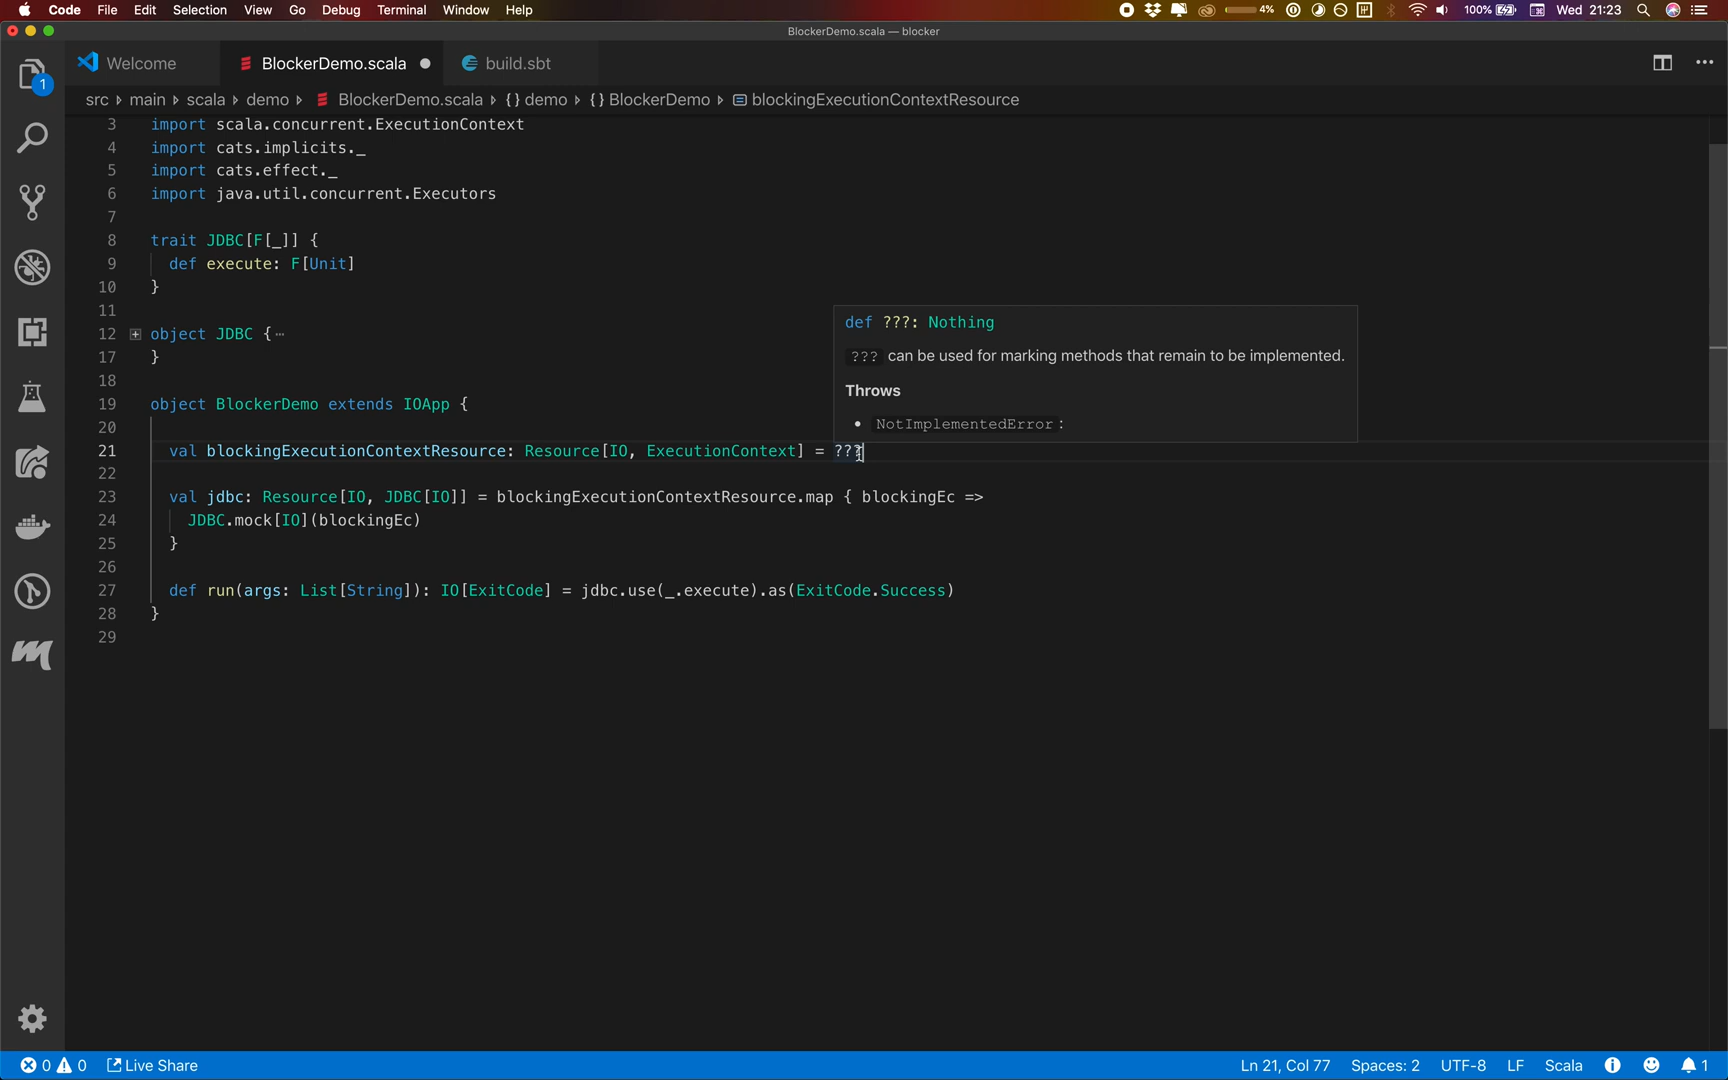 Code File Edit Selection View Go Debug Terminal Window Help 4% 100% Wed 21:23
BlockerDemo.scala — blocker
Welcome BlockerDemo.scala build.sbt
1
src main scala demo BlockerDemo.scala {} demo {} BlockerDemo blockingExecutionContextResource
3 import scala.concurrent.ExecutionContext
4 import cats.implicits._
5 import cats.effect._
6 import java.util.concurrent.Executors
7
8 trait JDBC[F[_]] {
9 def execute: F[Unit]
10 }
11
12 object JDBC {⋯
17 }
18
19 object BlockerDemo extends IOApp {
20
21 val blockingExecutionContextResource: Resource[IO, ExecutionContext] = ???
22
23 val jdbc: Resource[IO, JDBC[IO]] = blockingExecutionContextResource.map { blockingEc =>
24 JDBC.mock[IO](blockingEc)
25 }
26
27 def run(args: List[String]): IO[ExitCode] = jdbc.use(_.execute).as(ExitCode.Success)
28 }
29
def ???: Nothing
??? can be used for marking methods that remain to be implemented.
Throws
• NotImplementedError :
0 0 Live Share Ln 21, Col 77 Spaces: 2 UTF-8 LF Scala 1